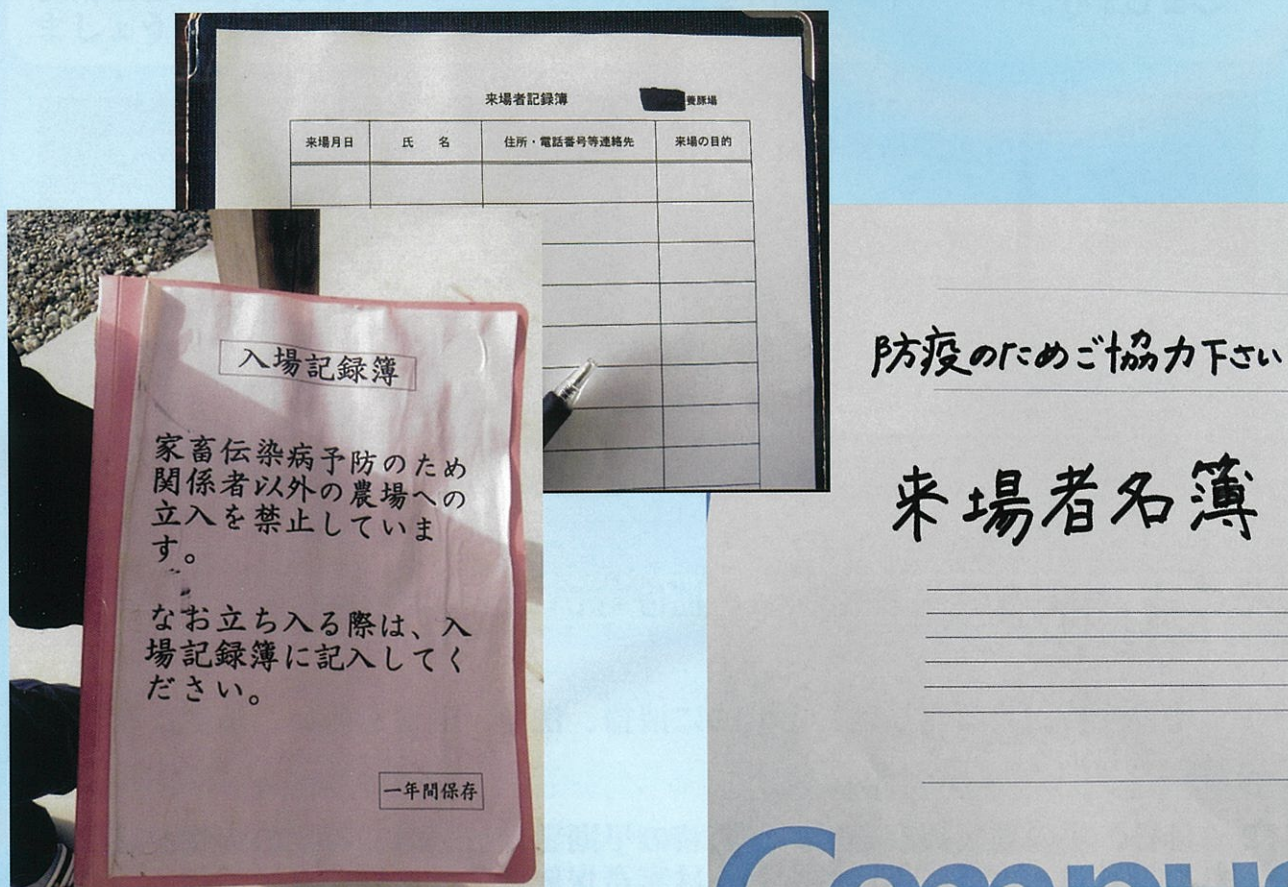 来場者記録簿
養豚場
来場月日 氏 名 住所・電話番号等連絡先 来場の目的
入場記録簿
家畜伝染病予防のため
関係者以外の農場への
立入を禁止していま
す。
なお立ち入る際は、入
場記録簿に記入してく
ださい。
一年間保存
防疫のためご協力下さい
来場者名簿
Campus